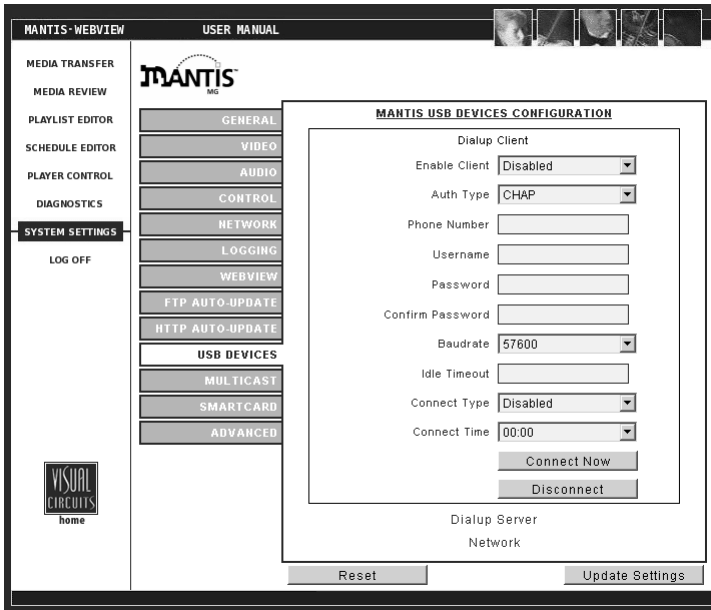 MANTIS-WEBVIEW USER MANUAL
MEDIA TRANSFER
MEDIA REVIEW
PLAYLIST EDITOR
SCHEDULE EDITOR
PLAYER CONTROL
DIAGNOSTICS
SYSTEM SETTINGS
LOG OFF
VISUAL
CIRCUITS
home
MANTIS™
MG
GENERAL
VIDEO
AUDIO
CONTROL
NETWORK
LOGGING
WEBVIEW
FTP AUTO-UPDATE
HTTP AUTO-UPDATE
USB DEVICES
MULTICAST
SMARTCARD
ADVANCED
MANTIS USB DEVICES CONFIGURATION
Dialup Client
Enable Client Disabled
Auth Type CHAP
Phone Number
Username
Password
Confirm Password
Baudrate 57600
Idle Timeout
Connect Type Disabled
Connect Time 00:00
Connect Now
Disconnect
Dialup Server
Network
Reset Update Settings